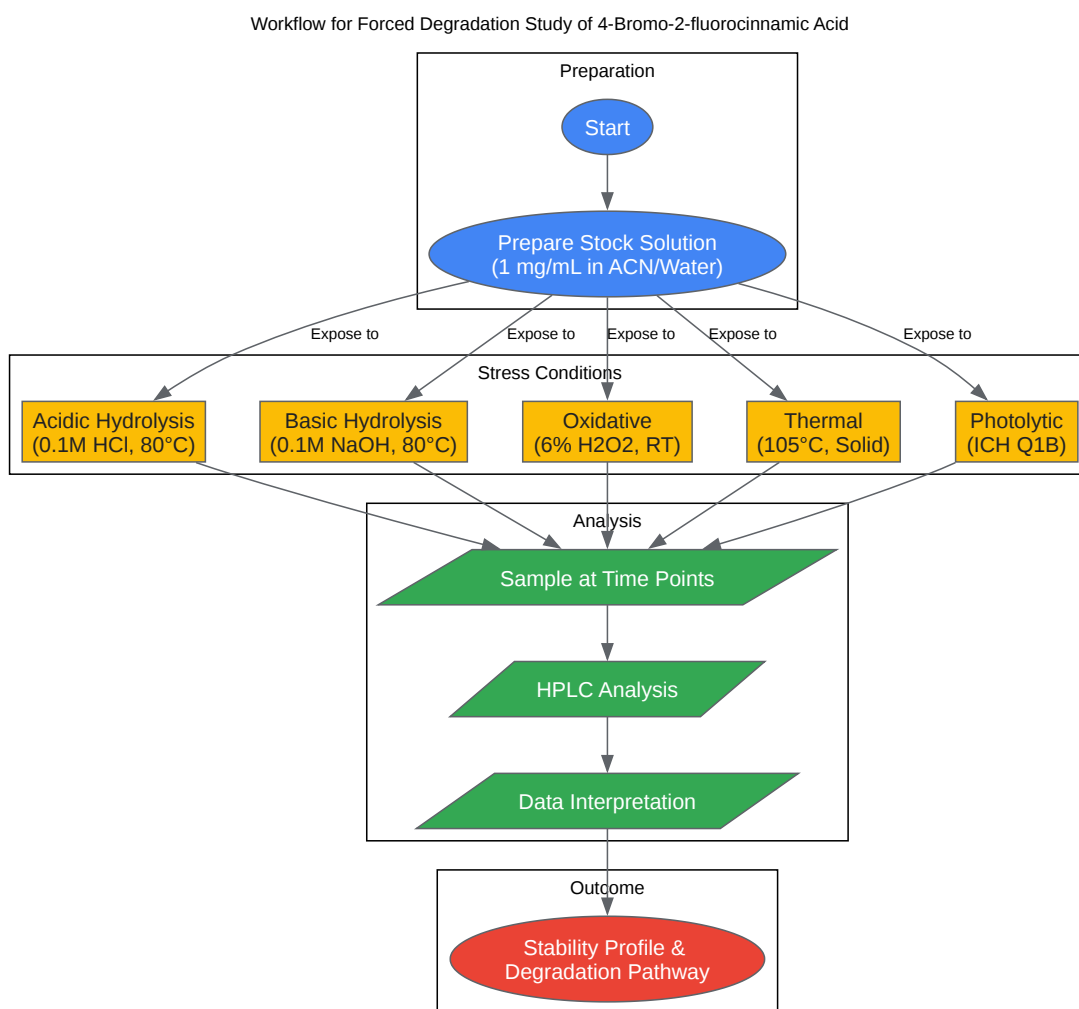 Workflow for Forced Degradation Study of 4-Bromo-2-fluorocinnamic Acid
Preparation
Start
Prepare Stock Solution
(1 mg/mL in ACN/Water)
Expose to
Expose to
Expose to
Expose to
Expose to
Stress Conditions
Acidic Hydrolysis
(0.1M HCl, 80°C)
Basic Hydrolysis
(0.1M NaOH, 80°C)
Oxidative
(6% H2O2, RT)
Thermal
(105°C, Solid)
Photolytic
(ICH Q1B)
Analysis
Sample at Time Points
HPLC Analysis
Data Interpretation
Outcome
Stability Profile &
Degradation Pathway